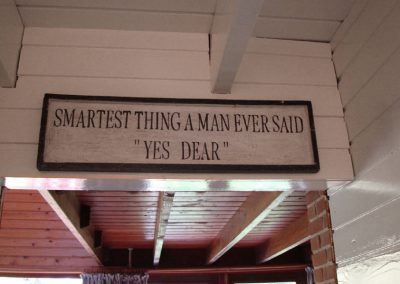 SMARTEST THING A MAN EVER SAID
"YES DEAR"